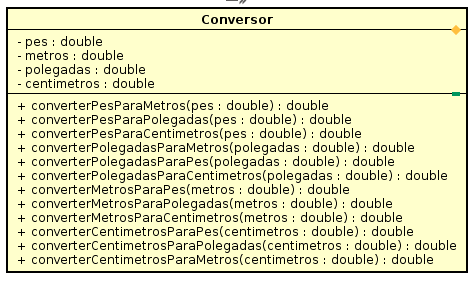 Conversor
- pes : double
- metros : double
- polegadas : double
- centimetros : double
+ converterPesParaMetros(pes : double) : double
+ converterPesParaPolegadas(pes : double) : double
+ converterPesParaCentimetros(pes : double) : double
+ converterPolegadasParaMetros(polegadas : double) : double
+ converterPolegadasParaPes(polegadas : double) : double
+ converterPolegadasParaCentimetros(polegadas : double) : double
+ converterMetrosParaPes(metros : double) : double
+ converterMetrosParaPolegadas(metros : double) : double
+ converterMetrosParaCentimetros(metros : double) : double
+ converterCentimetrosParaPes(centimetros : double) : double
+ converterCentimetrosParaPolegadas(centimetros : double) : double
+ converterCentimetrosParaMetros(centimetros : double) : double